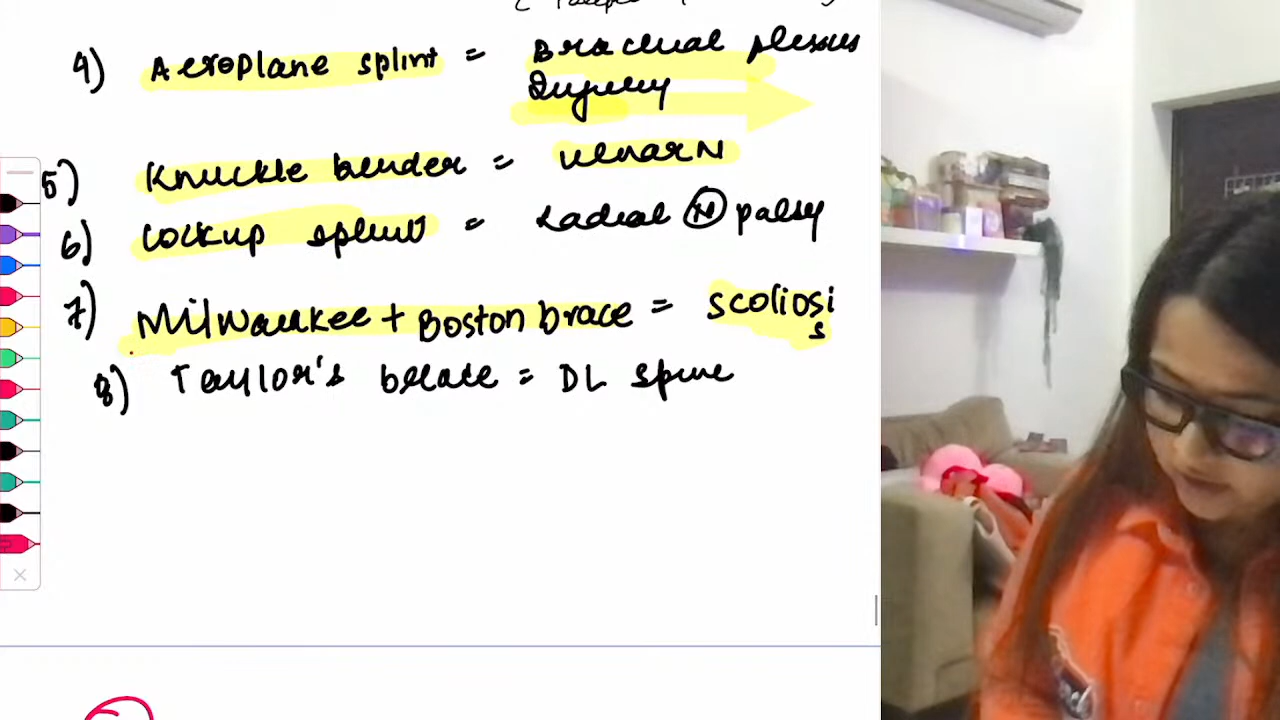 4) Aeroplane splint = Brachial plexus
Injury
5) Knuckle bender = ulnar N
6) Cockup splint = radial N palsy
7) Milwaukee + Boston brace = scoliosi
s
8) Taylor's brace = DL spine